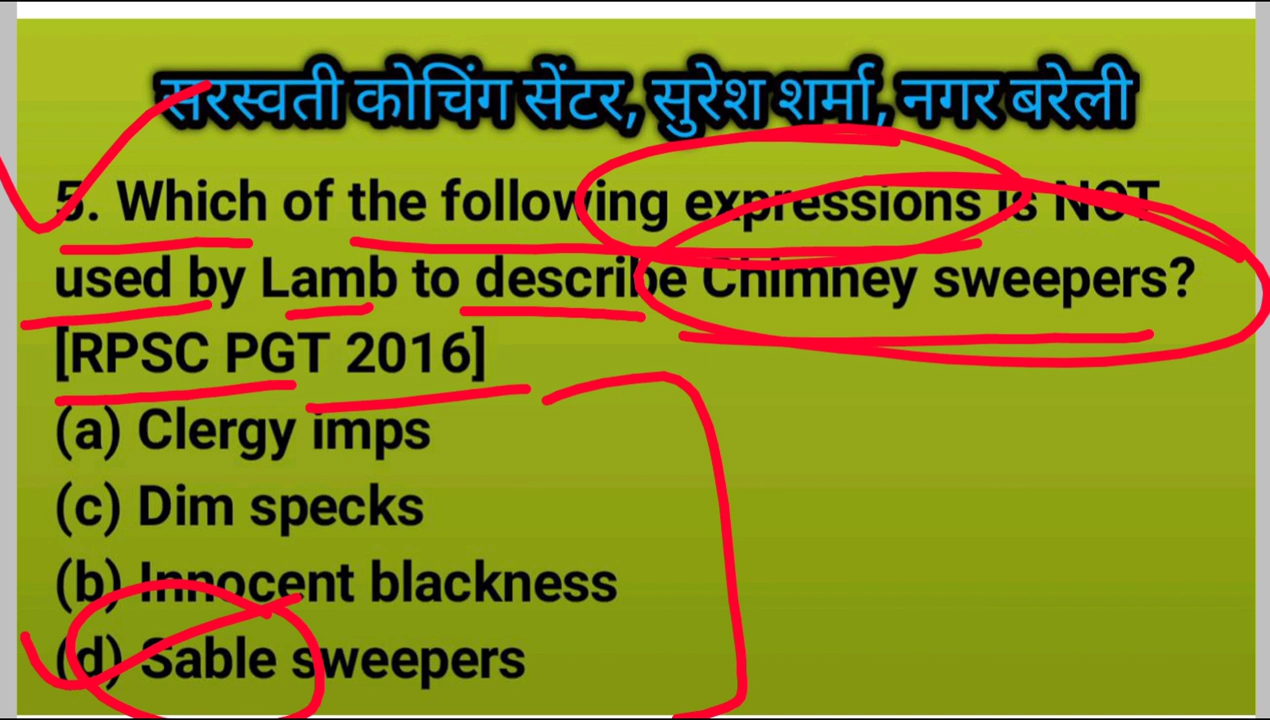 सरस्वती कोचिंग सेंटर, सुरेश शर्मा, नगर बरेली
5. Which of the following expressions is NOT
used by Lamb to describe Chimney sweepers?
[RPSC PGT 2016]
(a) Clergy imps
(c) Dim specks
(b) Innocent blackness
(d) Sable sweepers